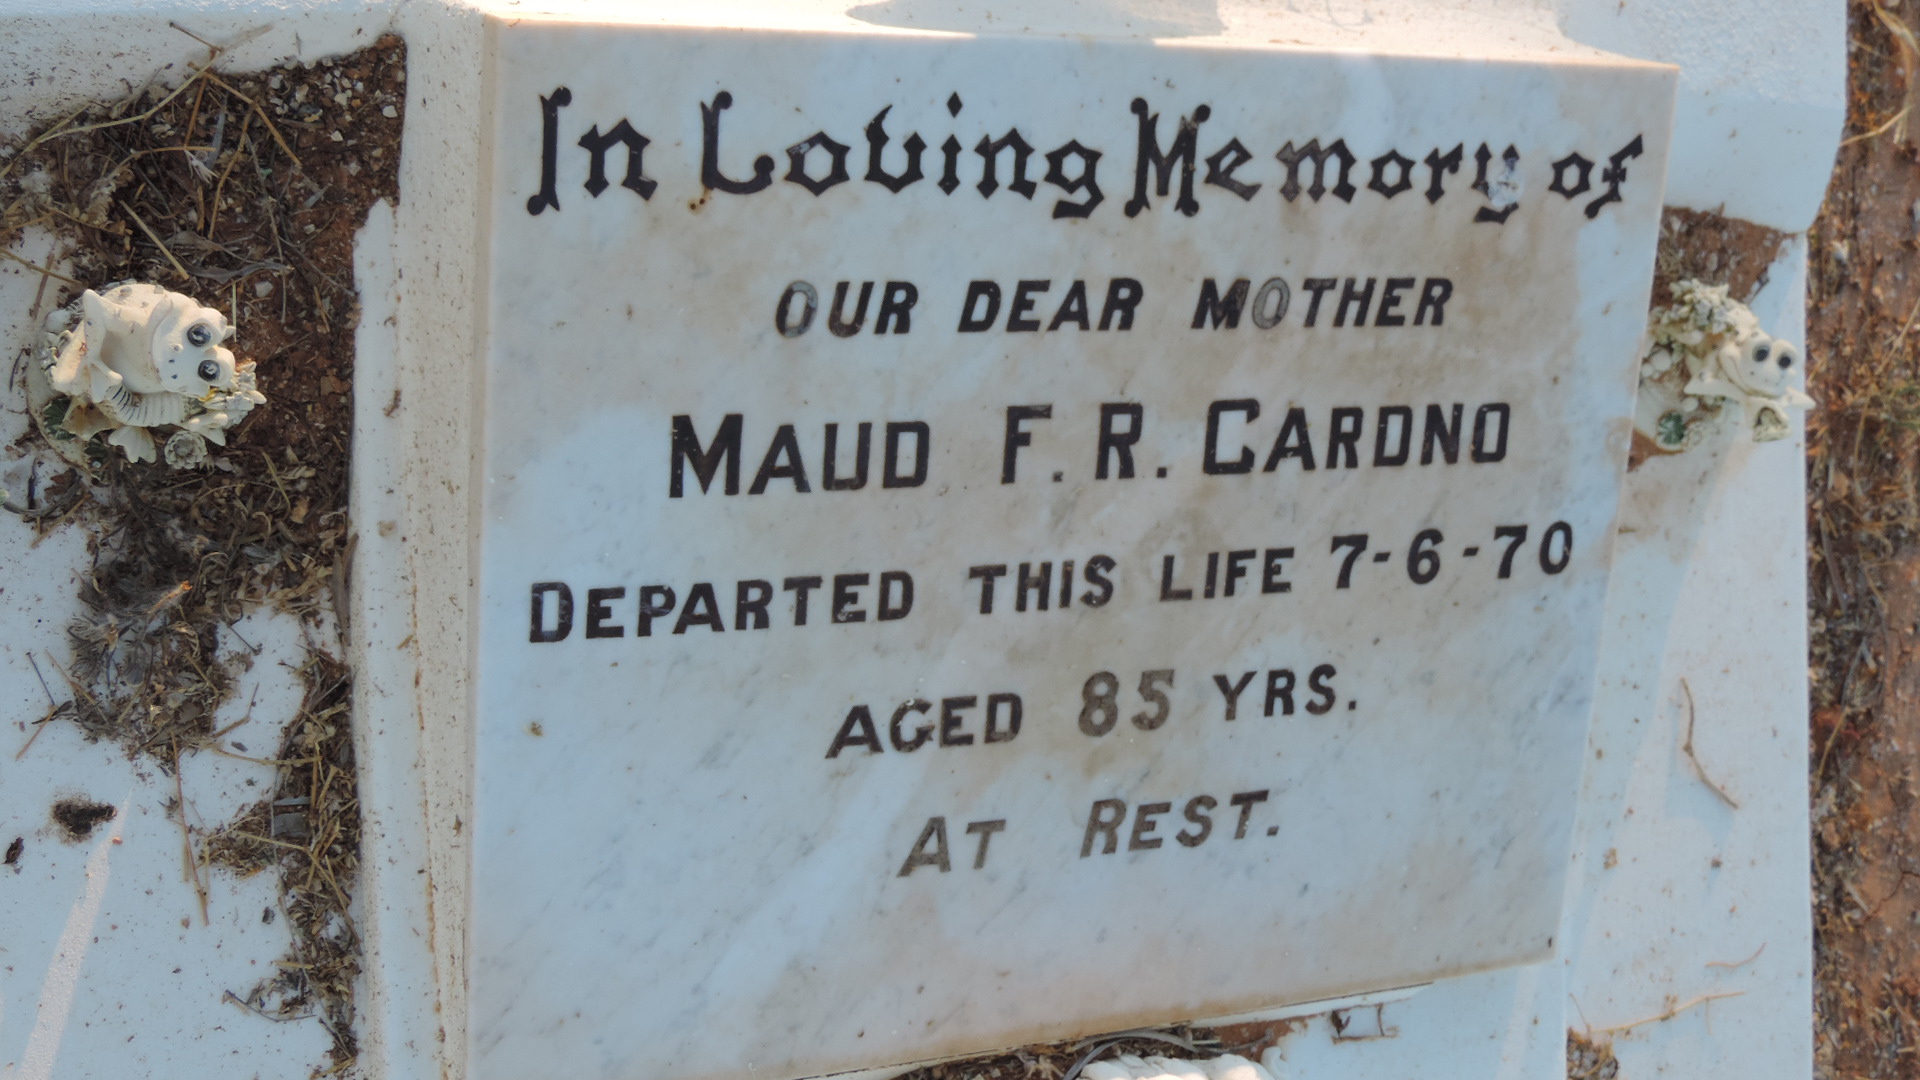 In Loving Memory of
OUR DEAR MOTHER
MAUD F. R. CARDNO
DEPARTED THIS LIFE 7-6-70
AGED 85 YRS.
AT REST.